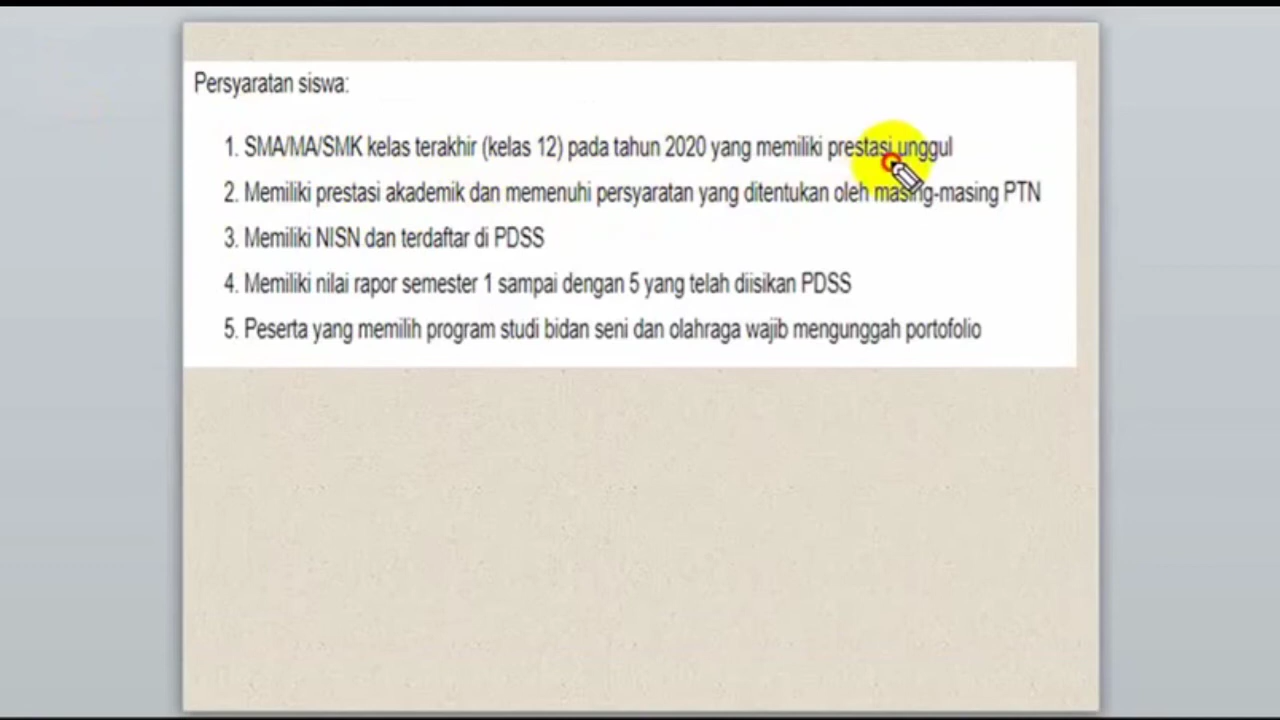 Persyaratan siswa:
1. SMA/MA/SMK kelas terakhir (kelas 12) pada tahun 2020 yang memiliki prestasi unggul
2. Memiliki prestasi akademik dan memenuhi persyaratan yang ditentukan oleh masing-masing PTN
3. Memiliki NISN dan terdaftar di PDSS
4. Memiliki nilai rapor semester 1 sampai dengan 5 yang telah diisikan PDSS
5. Peserta yang memilih program studi bidan seni dan olahraga wajib mengunggah portofolio